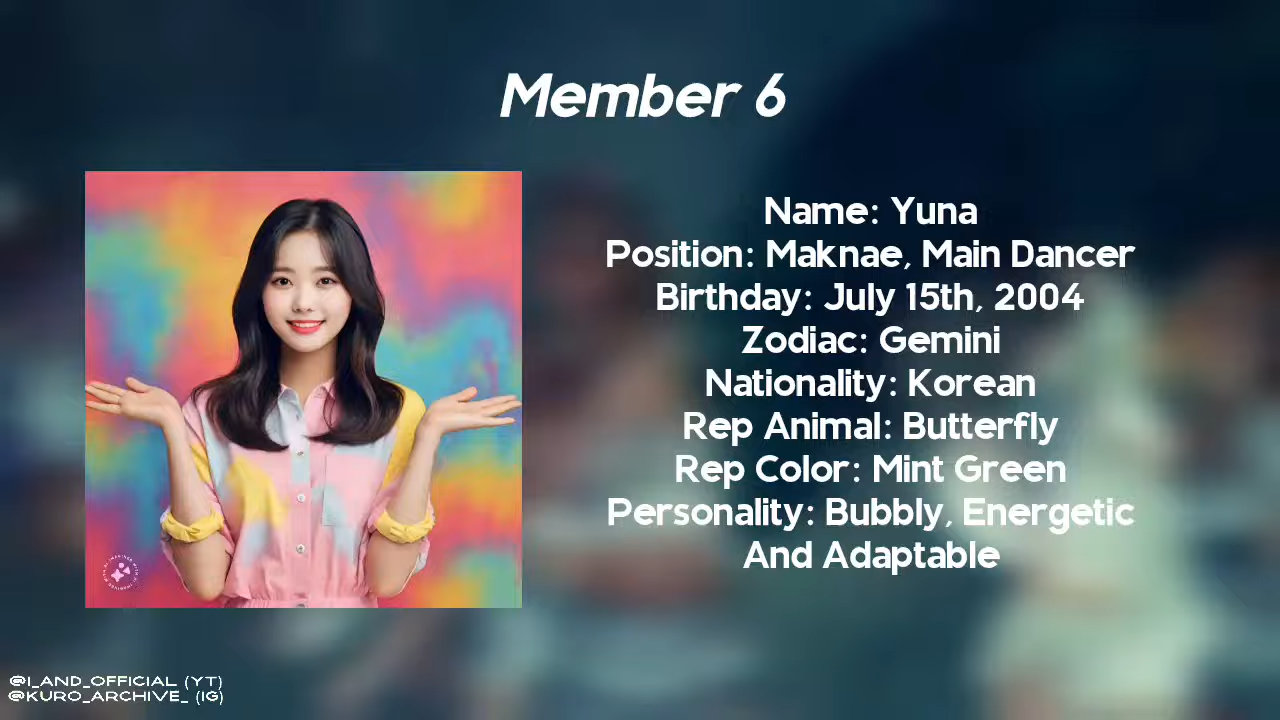 Member 6
Name: Yuna
Position: Maknae, Main Dancer
Birthday: July 15th, 2004
Zodiac: Gemini
Nationality: Korean
Rep Animal: Butterfly
Rep Color: Mint Green
Personality: Bubbly, Energetic
And Adaptable
@I_AND_OFFICIAL (YT)
@KURO_ARCHIVE_ (IG)